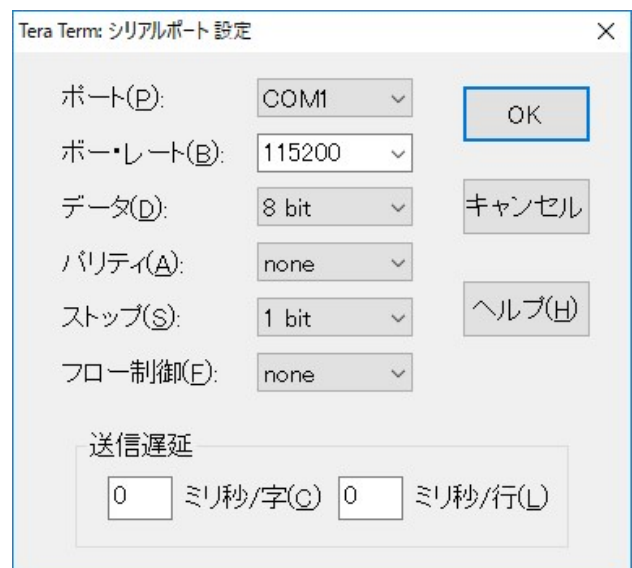 Tera Term: シリアルポート 設定
ポート(P): COM1
OK
ボー・レート(B): 115200
データ(D): 8 bit
キャンセル
パリティ(A): none
ストップ(S): 1 bit
ヘルプ(H)
フロー制御(F): none
送信遅延
0 ミリ秒/字(C) 0 ミリ秒/行(L)